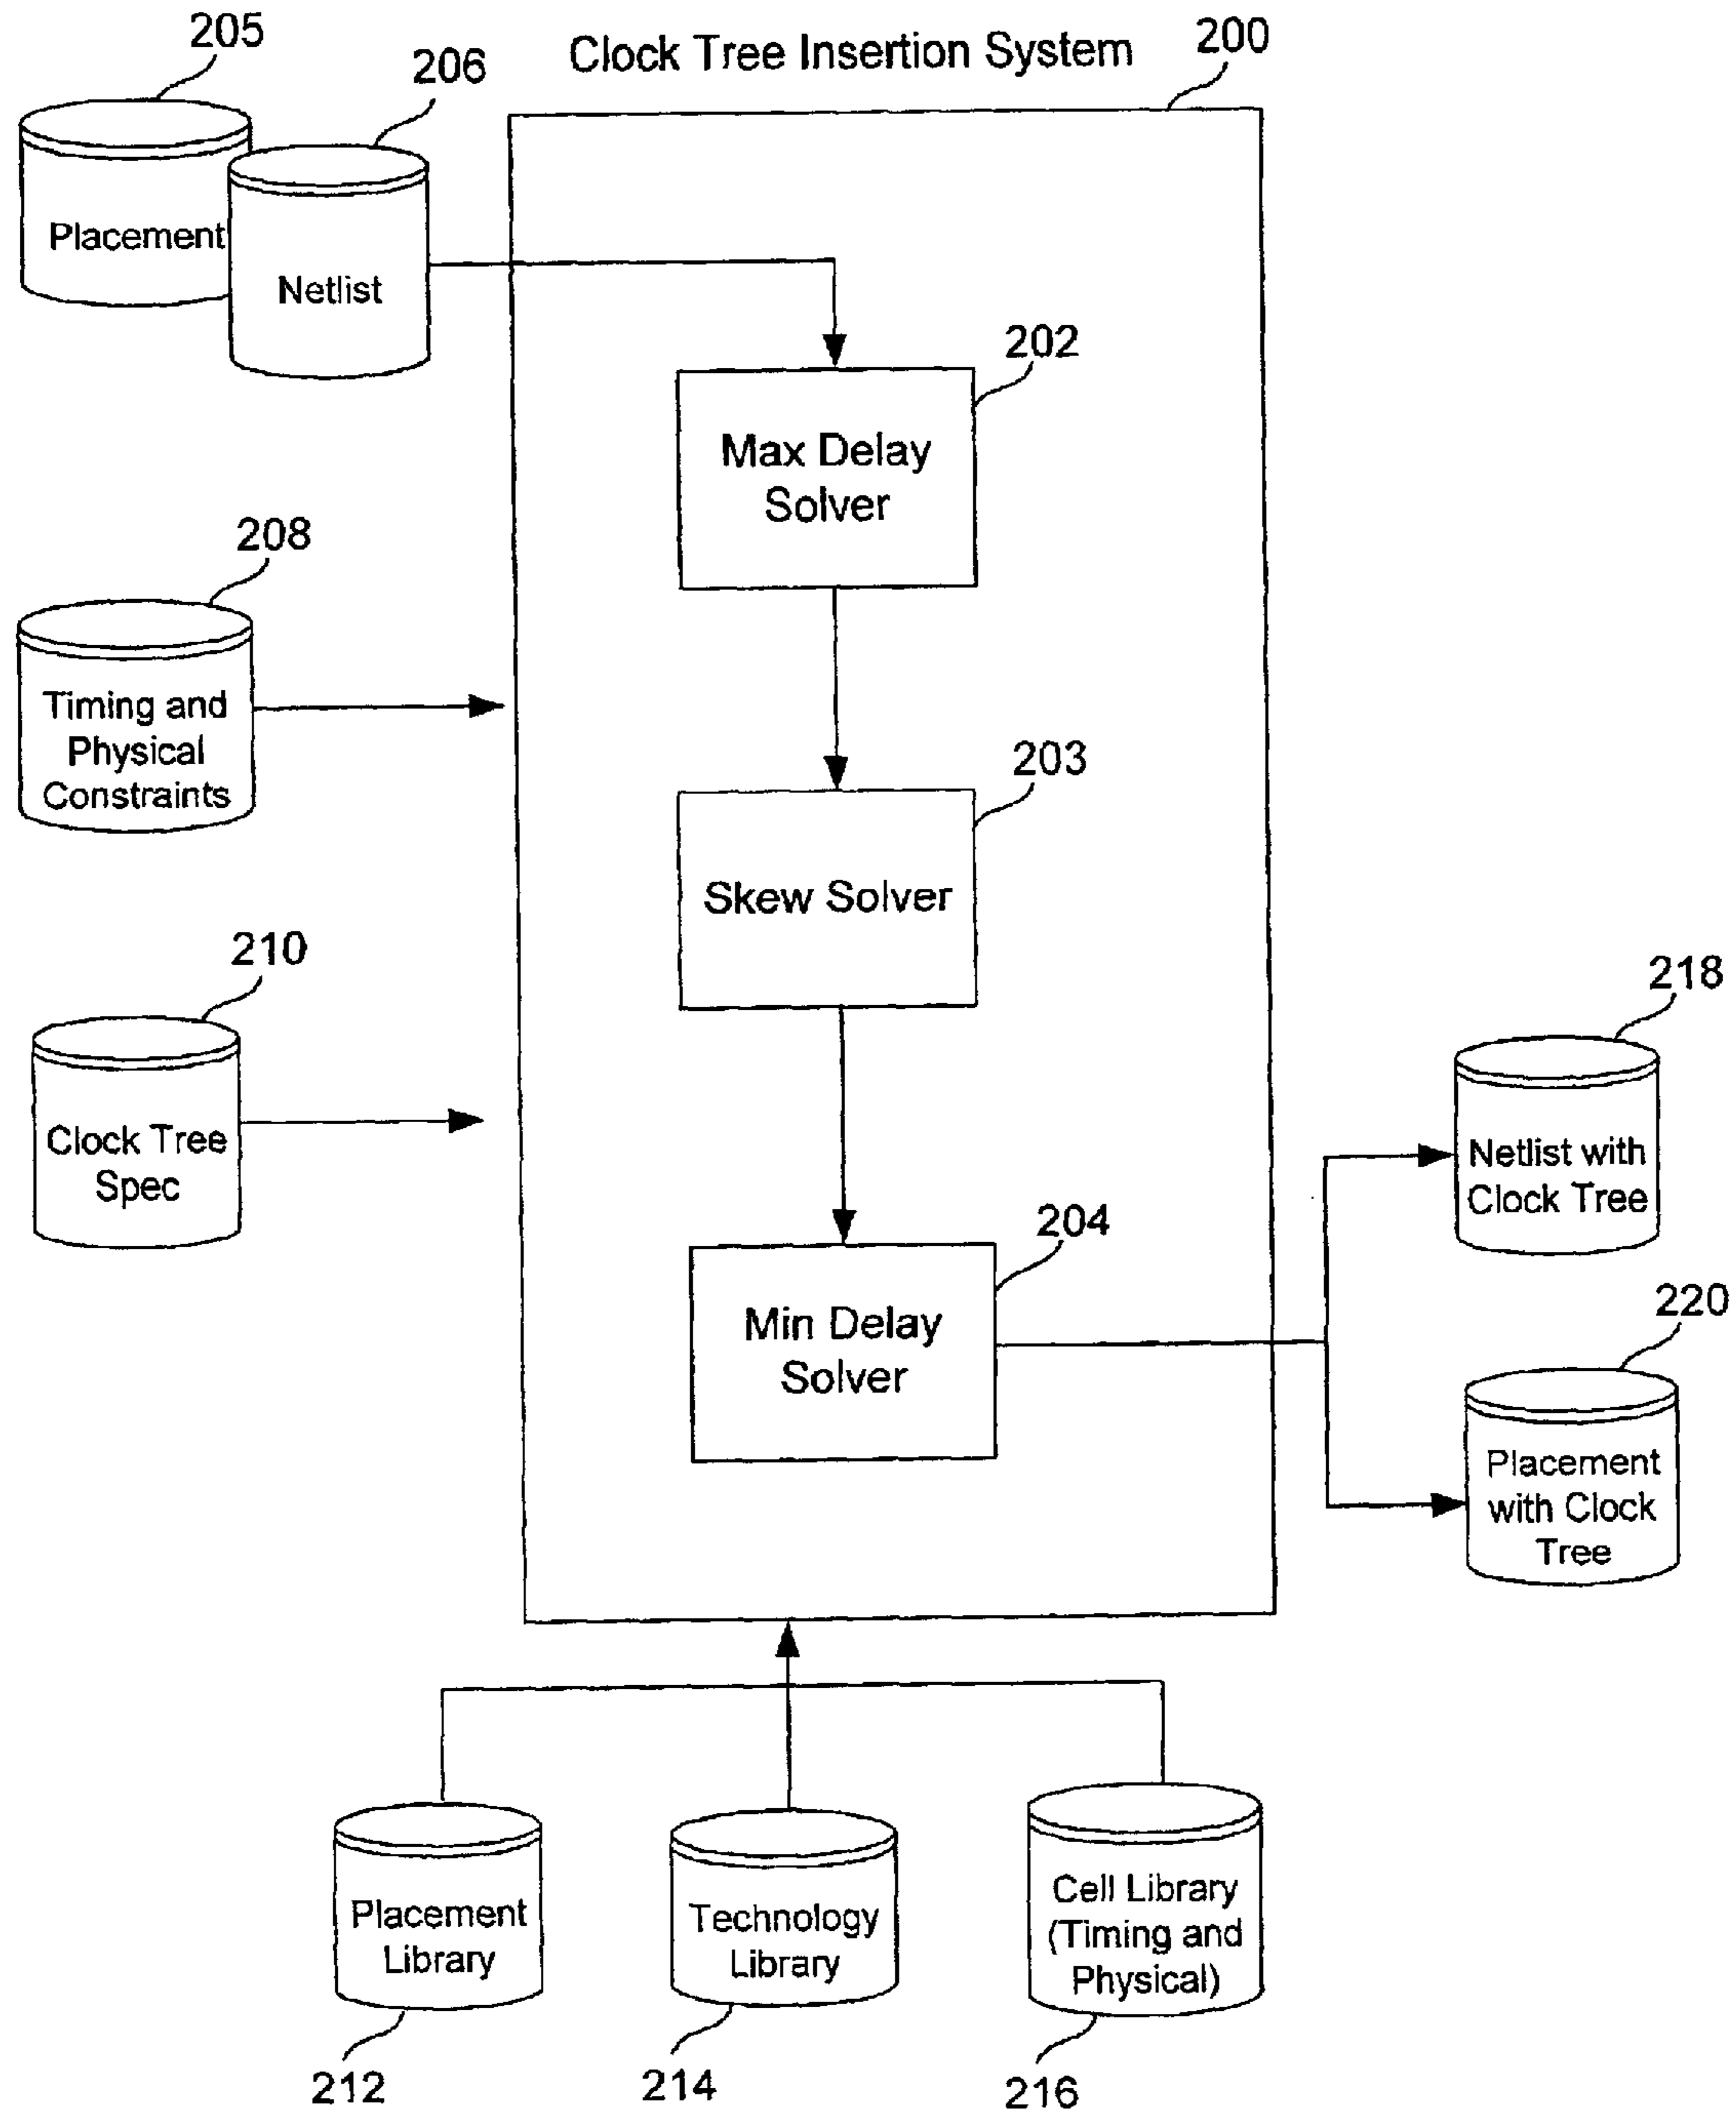 205
206
Clock Tree Insertion System
200
Placement
Netlist
202
Max Delay
Solver
208
Timing and
Physical
Constraints
203
Skew Solver
210
Clock Tree
Spec
218
Netlist with
Clock Tree
204
Min Delay
Solver
220
Placement
with Clock
Tree
Placement
Library
Technology
Library
Cell Library
(Timing and
Physical)
212
214
216